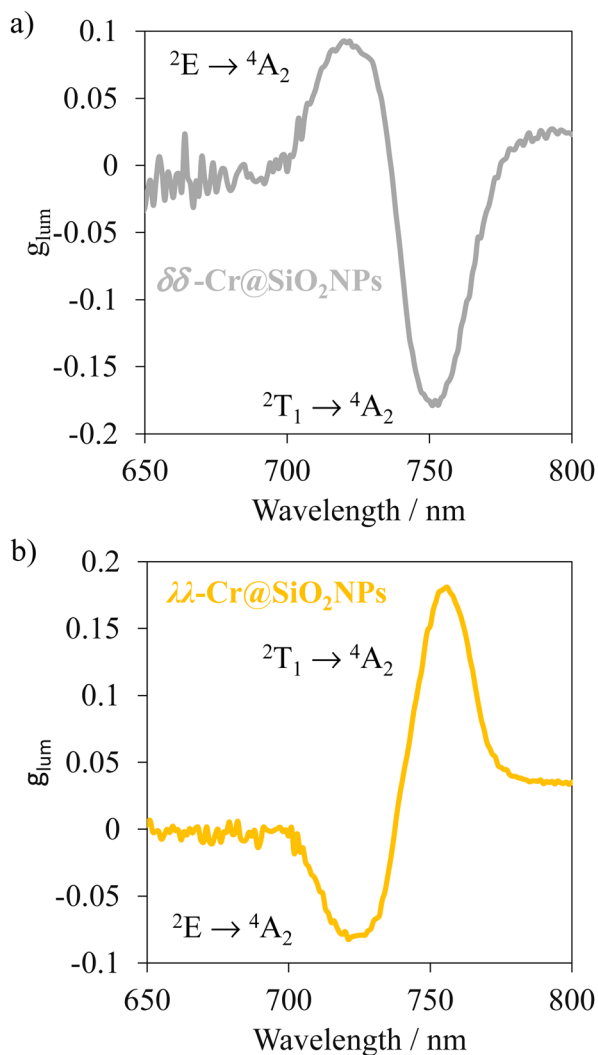 a)
0.1
²E → ⁴A₂
0.05
0
-0.05
g_lum
δδ-Cr@SiO₂NPs
-0.1
-0.15
²T₁ → ⁴A₂
-0.2
650 700 750 800
Wavelength / nm
b)
0.2
λλ-Cr@SiO₂NPs
²T₁ → ⁴A₂
0.1
g_lum
0.05
0
-0.05
²E → ⁴A₂
-0.1
650 700 750 800
Wavelength / nm
0.15